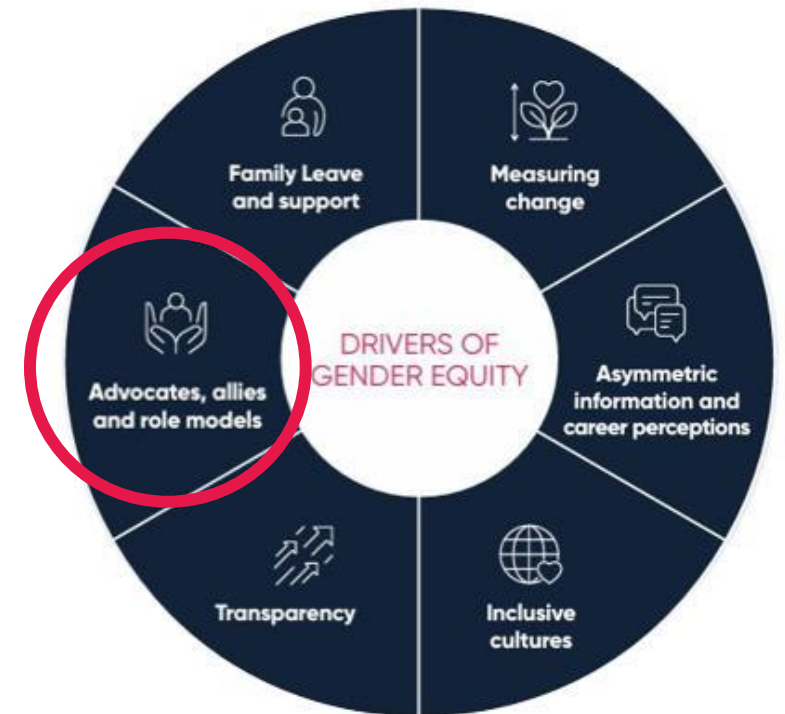 Family Leave
and support
Measuring
change
Advocates, allies
and role models
DRIVERS OF
GENDER EQUITY
Asymmetric
information and
career perceptions
Transparency
Inclusive
cultures